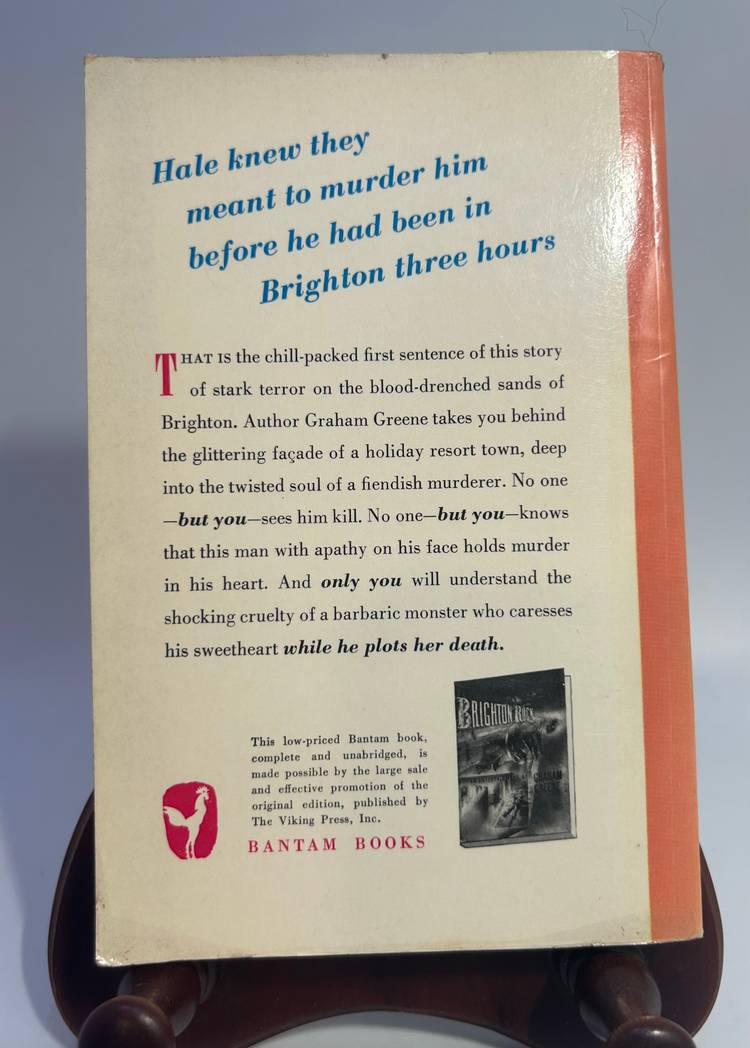 Hale knew they
meant to murder him
before he had been in
Brighton three hours
THAT IS the chill-packed first sentence of this story
of stark terror on the blood-drenched sands of
Brighton. Author Graham Greene takes you behind
the glittering façade of a holiday resort town, deep
into the twisted soul of a fiendish murderer. No one
—but you—sees him kill. No one—but you—knows
that this man with apathy on his face holds murder
in his heart. And only you will understand the
shocking cruelty of a barbaric monster who caresses
his sweetheart while he plots her death.
This low-priced Bantam book,
complete and unabridged, is
made possible by the large sale
and effective promotion of the
original edition, published by
The Viking Press, Inc.
BANTAM BOOKS
BRIGHTON ROCK
GRAHAM
GREENE